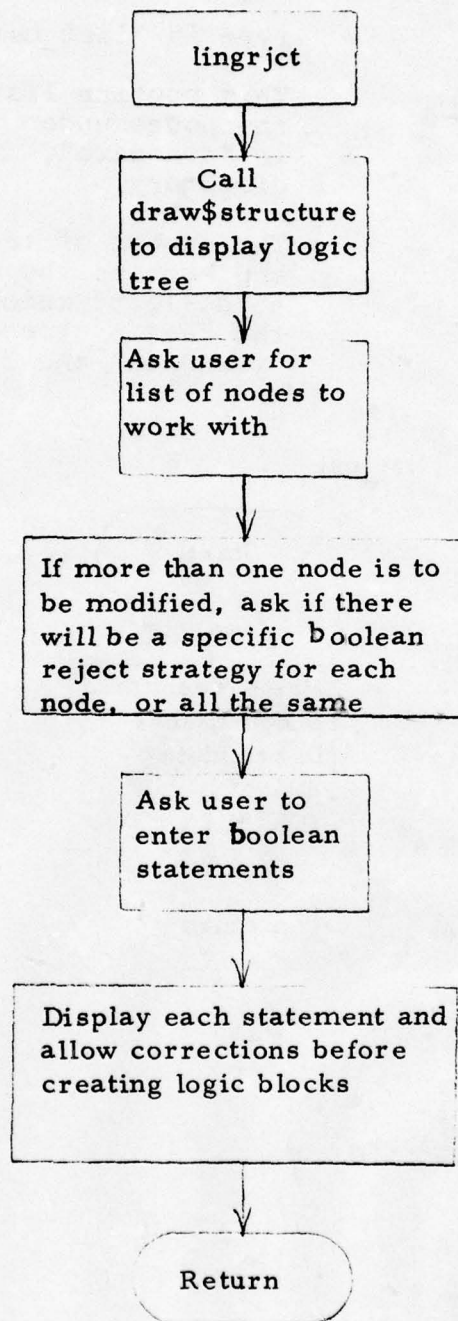 lingrjct
Call
draw$structure
to display logic
tree
Ask user for
list of nodes to
work with
If more than one node is to
be modified, ask if there
will be a specific boolean
reject strategy for each
node, or all the same
Ask user to
enter boolean
statements
Display each statement and
allow corrections before
creating logic blocks
Return